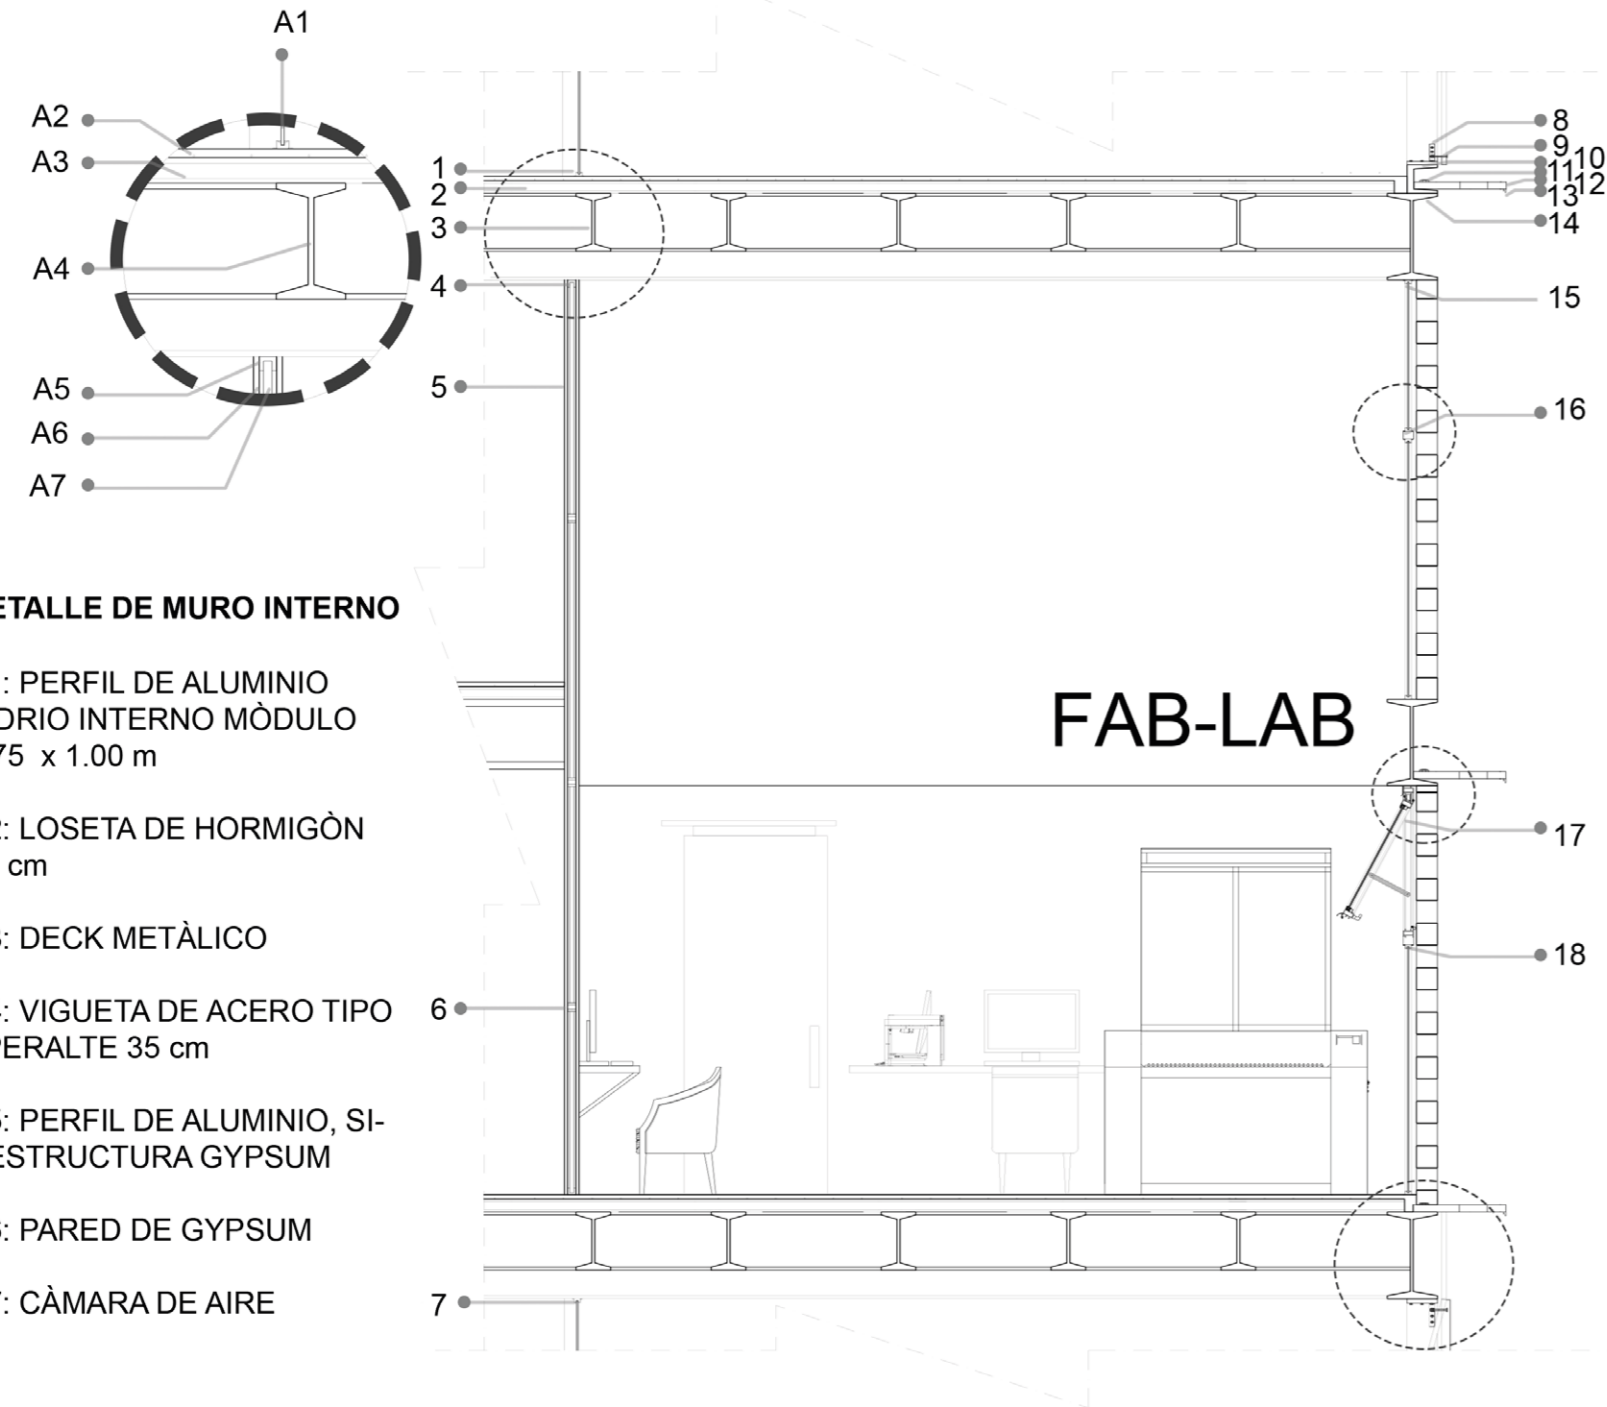 A1
A2
A3
A4
A5
A6
A7
1
2
3
4
5
6
7
8
9
10
11
12
13
14
15
16
17
18
FAB-LAB
ETALLE DE MURO INTERNO
: PERFIL DE ALUMINIO
DRIO INTERNO MÒDULO
75 x 1.00 m
: LOSETA DE HORMIGÒN
cm
: DECK METÀLICO
: VIGUETA DE ACERO TIPO
PERALTE 35 cm
: PERFIL DE ALUMINIO, SI-
ESTRUCTURA GYPSUM
: PARED DE GYPSUM
: CÀMARA DE AIRE